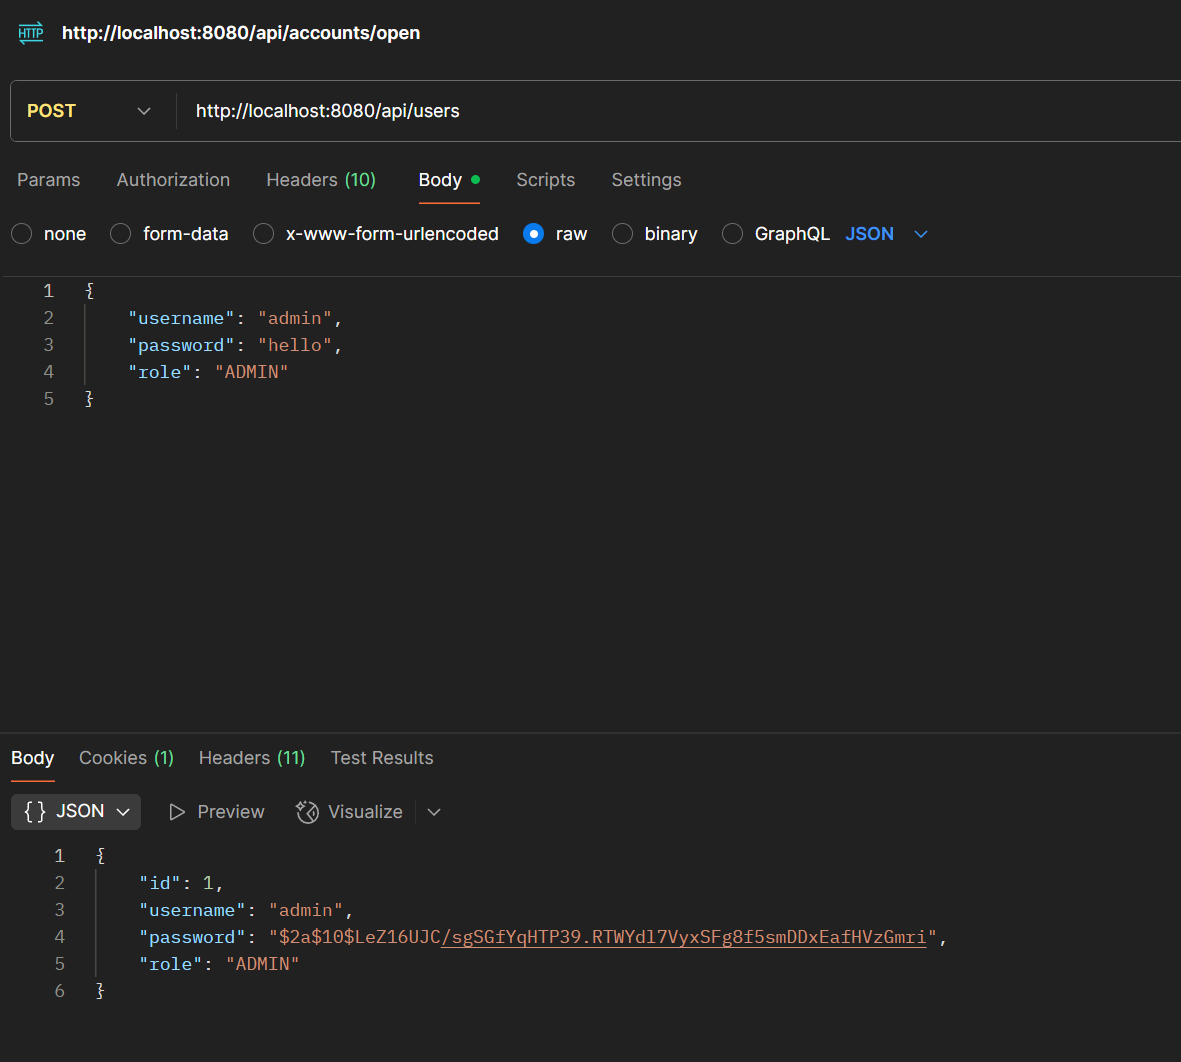 HTTP http://localhost:8080/api/accounts/open
POST http://localhost:8080/api/users
Params Authorization Headers (10) Body Scripts Settings
none form-data x-www-form-urlencoded raw binary GraphQL JSON
1 {
2 "username": "admin",
3 "password": "hello",
4 "role": "ADMIN"
5 }
Body Cookies (1) Headers (11) Test Results
{} JSON Preview Visualize
1 {
2 "id": 1,
3 "username": "admin",
4 "password": "$2a$10$LeZ16UJC/sgSGfYqHTP39.RTWYdl7VyxSFg8f5smDDxEafHVzGmri",
5 "role": "ADMIN"
6 }